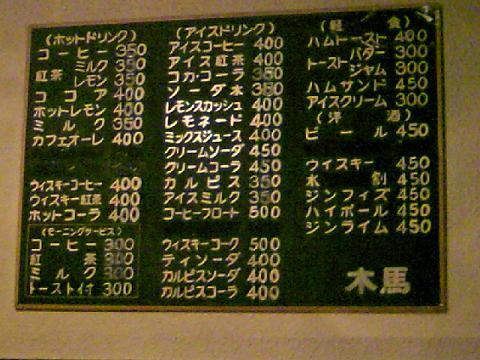 (ホットドリンク)
コーヒー 350
ミルク 350
紅茶 レモン 350
ココア 400
ホットレモン 400
ミルク 350
カフェオーレ 400
ウィスキーコーヒー 400
ウィスキー紅茶 400
ホットコーラ 400
(モーニングサービス)
コーヒー 300
紅茶 300
ミルク 300
トースト付 300
(アイスドリンク)
アイスコーヒー 400
アイス紅茶 400
コカ・コーラ 350
ソーダ水 350
レモンスカッシュ 400
レモネード 400
ミックスジュース 400
クリームソーダ 450
クリームコーラ 450
カルピス 350
アイスミルク 350
コーヒーフロート 500
ウィスキーコーク 500
ティソーダ 400
カルピスソーダ 400
カルピスコーラ 400
(軽食)
ハムトースト 400
バター 300
トースト ジャム 300
ハムサンド 450
アイスクリーム 300
(洋酒)
ビール 450
ウィスキー 450
水割 450
ジンフィズ 450
ハイボール 450
ジンライム 450
木馬